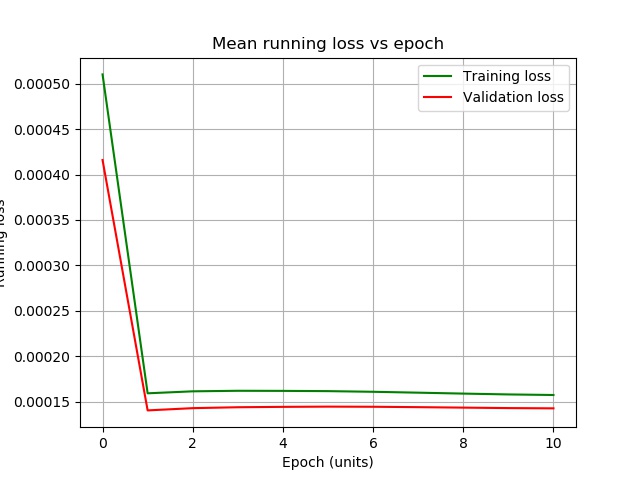 Mean running loss vs epoch
Training loss
Validation loss
0.00050
0.00045
0.00040
0.00035
0.00030
0.00025
0.00020
0.00015
Running loss
0 2 4 6 8 10
Epoch (units)